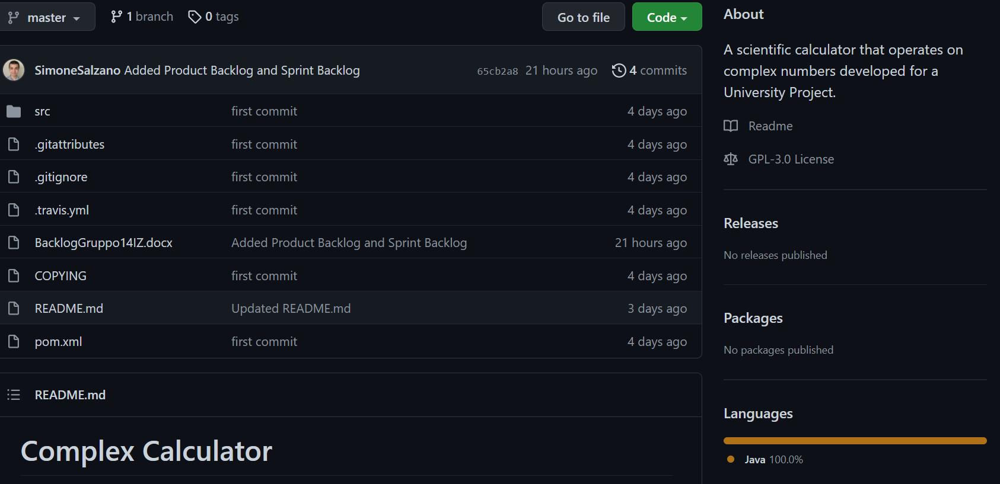 master 1 branch 0 tags Go to file Code
SimoneSalzano Added Product Backlog and Sprint Backlog 65cb2a8 21 hours ago 4 commits
src first commit 4 days ago
.gitattributes first commit 4 days ago
.gitignore first commit 4 days ago
.travis.yml first commit 4 days ago
BacklogGruppo14IZ.docx Added Product Backlog and Sprint Backlog 21 hours ago
COPYING first commit 4 days ago
README.md Updated README.md 3 days ago
pom.xml first commit 4 days ago
README.md
Complex Calculator
About
A scientific calculator that operates on
complex numbers developed for a
University Project.
Readme
GPL-3.0 License
Releases
No releases published
Packages
No packages published
Languages
Java 100.0%